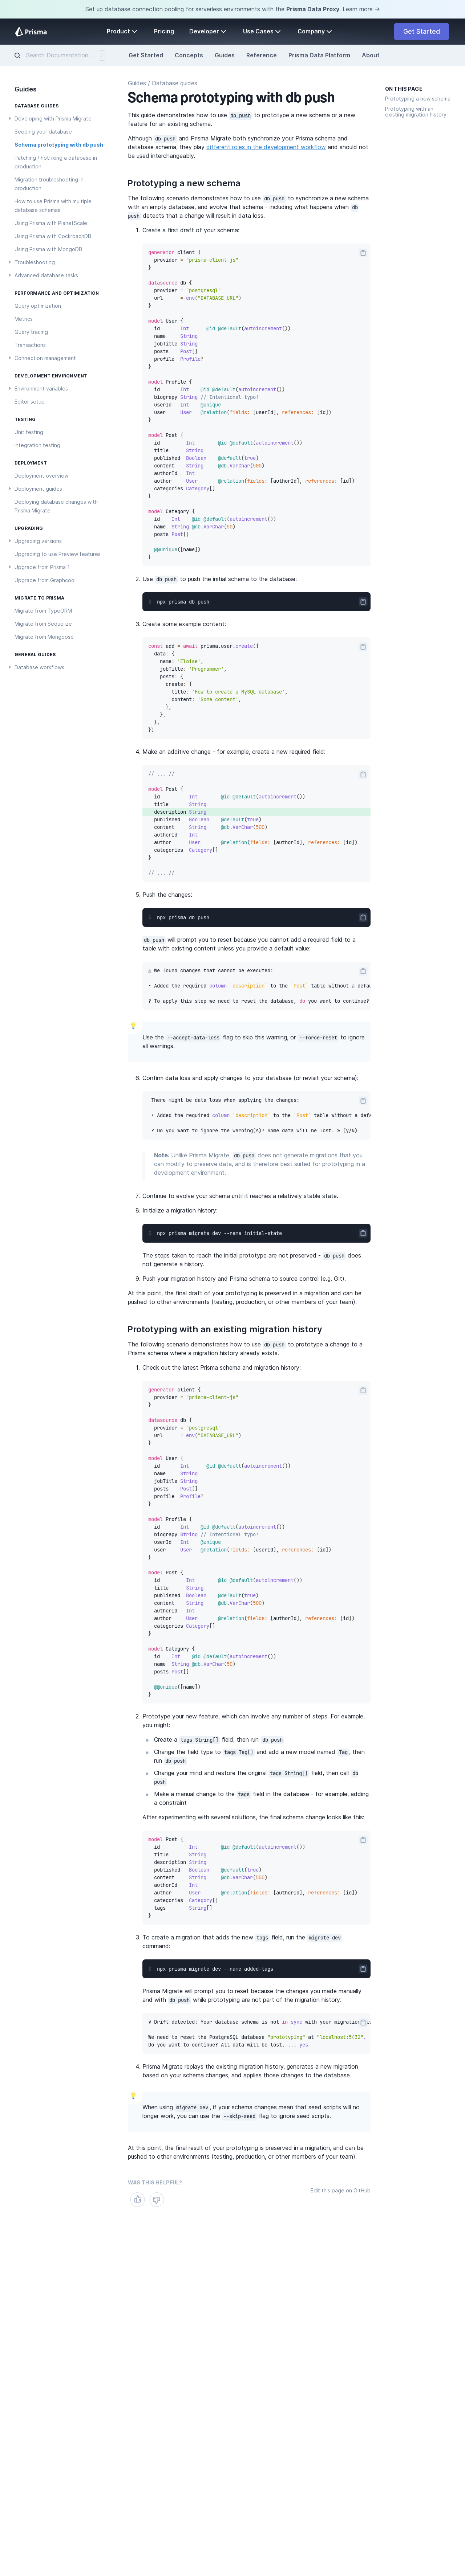 Set up database connection pooling for serverless environments with the Prisma Data Proxy. Learn more →
Prisma
Product
Pricing
Developer
Use Cases
Company
Get Started
Search Documentation...
/
Get Started
Concepts
Guides
Reference
Prisma Data Platform
About
Guides
DATABASE GUIDES
Developing with Prisma Migrate
Seeding your database
Schema prototyping with db push
Patching / hotfixing a database in
production
Migration troubleshooting in
production
How to use Prisma with multiple
database schemas
Using Prisma with PlanetScale
Using Prisma with CockroachDB
Using Prisma with MongoDB
Troubleshooting
Advanced database tasks
PERFORMANCE AND OPTIMIZATION
Query optimization
Metrics
Query tracing
Transactions
Connection management
DEVELOPMENT ENVIRONMENT
Environment variables
Editor setup
TESTING
Unit testing
Integration testing
DEPLOYMENT
Deployment overview
Deployment guides
Deploying database changes with
Prisma Migrate
UPGRADING
Upgrading versions
Upgrading to use Preview features
Upgrade from Prisma 1
Upgrade from Graphcool
MIGRATE TO PRISMA
Migrate from TypeORM
Migrate from Sequelize
Migrate from Mongoose
GENERAL GUIDES
Database workflows
Guides / Database guides
Schema prototyping with db push
This guide demonstrates how to use db push to prototype a new schema or a new
feature for an existing schema.
Although db push and Prisma Migrate both synchronize your Prisma schema and
database schema, they play different roles in the development workflow and should not
be used interchangeably.
Prototyping a new schema
The following scenario demonstrates how to use db push to synchronize a new schema
with an empty database, and evolve that schema - including what happens when db
push detects that a change will result in data loss.
1. Create a first draft of your schema:
generator client {
provider = "prisma-client-js"
}
datasource db {
provider = "postgresql"
url = env("DATABASE_URL")
}
model User {
id Int @id @default(autoincrement())
name String
jobTitle String
posts Post[]
profile Profile?
}
model Profile {
id Int @id @default(autoincrement())
biograpy String // Intentional typo!
userId Int @unique
user User @relation(fields: [userId], references: [id])
}
model Post {
id Int @id @default(autoincrement())
title String
published Boolean @default(true)
content String @db.VarChar(500)
authorId Int
author User @relation(fields: [authorId], references: [id])
categories Category[]
}
model Category {
id Int @id @default(autoincrement())
name String @db.VarChar(50)
posts Post[]
@@unique([name])
}
2. Use db push to push the initial schema to the database:
$ npx prisma db push
3. Create some example content:
const add = await prisma.user.create({
data: {
name: 'Eloise',
jobTitle: 'Programmer',
posts: {
create: {
title: 'How to create a MySQL database',
content: 'Some content',
},
},
},
})
4. Make an additive change - for example, create a new required field:
// ... //
model Post {
id Int @id @default(autoincrement())
title String
description String
published Boolean @default(true)
content String @db.VarChar(500)
authorId Int
author User @relation(fields: [authorId], references: [id])
categories Category[]
}
// ... //
5. Push the changes:
$ npx prisma db push
db push will prompt you to reset because you cannot add a required field to a
table with existing content unless you provide a default value:
⚠ We found changes that cannot be executed:
• Added the required column `description` to the `Post` table without a defau
? To apply this step we need to reset the database, do you want to continue?
💡
Use the --accept-data-loss flag to skip this warning, or --force-reset to ignore
all warnings.
6. Confirm data loss and apply changes to your database (or revisit your schema):
There might be data loss when applying the changes:
• Added the required column `description` to the `Post` table without a defa
? Do you want to ignore the warning(s)? Some data will be lost. » (y/N)
Note: Unlike Prisma Migrate, db push does not generate migrations that you
can modify to preserve data, and is therefore best suited for prototyping in a
development environment.
7. Continue to evolve your schema until it reaches a relatively stable state.
8. Initialize a migration history:
$ npx prisma migrate dev --name initial-state
The steps taken to reach the initial prototype are not preserved - db push does
not generate a history.
9. Push your migration history and Prisma schema to source control (e.g. Git).
At this point, the final draft of your prototyping is preserved in a migration and can be
pushed to other environments (testing, production, or other members of your team).
Prototyping with an existing migration history
The following scenario demonstrates how to use db push to prototype a change to a
Prisma schema where a migration history already exists.
1. Check out the latest Prisma schema and migration history:
generator client {
provider = "prisma-client-js"
}
datasource db {
provider = "postgresql"
url = env("DATABASE_URL")
}
model User {
id Int @id @default(autoincrement())
name String
jobTitle String
posts Post[]
profile Profile?
}
model Profile {
id Int @id @default(autoincrement())
biograpy String // Intentional typo!
userId Int @unique
user User @relation(fields: [userId], references: [id])
}
model Post {
id Int @id @default(autoincrement())
title String
published Boolean @default(true)
content String @db.VarChar(500)
authorId Int
author User @relation(fields: [authorId], references: [id])
categories Category[]
}
model Category {
id Int @id @default(autoincrement())
name String @db.VarChar(50)
posts Post[]
@@unique([name])
}
2. Prototype your new feature, which can involve any number of steps. For example,
you might:
Create a tags String[] field, then run db push
Change the field type to tags Tag[] and add a new model named Tag, then
run db push
Change your mind and restore the original tags String[] field, then call db
push
Make a manual change to the tags field in the database - for example, adding
a constraint
After experimenting with several solutions, the final schema change looks like this:
model Post {
id Int @id @default(autoincrement())
title String
description String
published Boolean @default(true)
content String @db.VarChar(500)
authorId Int
author User @relation(fields: [authorId], references: [id])
categories Category[]
tags String[]
}
3. To create a migration that adds the new tags field, run the migrate dev
command:
$ npx prisma migrate dev --name added-tags
Prisma Migrate will prompt you to reset because the changes you made manually
and with db push while prototyping are not part of the migration history:
√ Drift detected: Your database schema is not in sync with your migration his
We need to reset the PostgreSQL database "prototyping" at "localhost:5432".
Do you want to continue? All data will be lost. ... yes
4. Prisma Migrate replays the existing migration history, generates a new migration
based on your schema changes, and applies those changes to the database.
💡
When using migrate dev, if your schema changes mean that seed scripts will no
longer work, you can use the --skip-seed flag to ignore seed scripts.
At this point, the final result of your prototyping is preserved in a migration, and can be
pushed to other environments (testing, production, or other members of your team).
WAS THIS HELPFUL?
Edit this page on GitHub
ON THIS PAGE
Prototyping a new schema
Prototyping with an
existing migration history